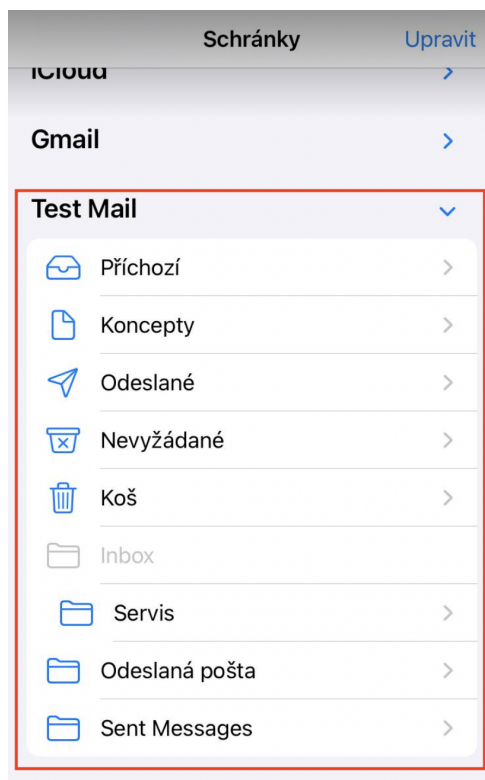 Schránky
Upravit
iCloud
Gmail
Test Mail
Příchozí
Koncepty
Odeslané
Nevyžádané
Koš
Inbox
Servis
Odeslaná pošta
Sent Messages